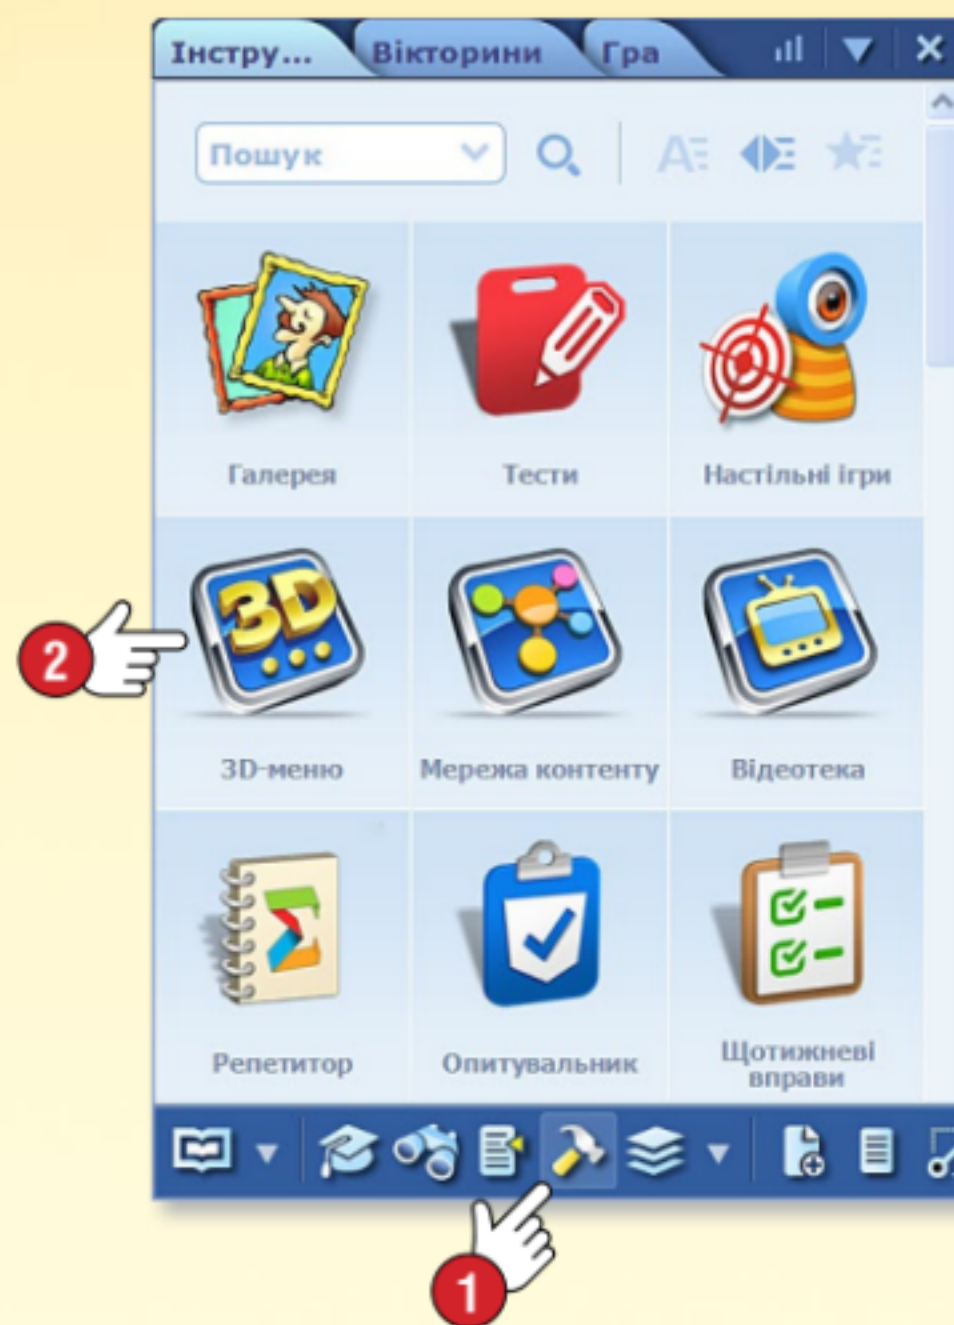 Інстру... Вікторини Гра
Пошук
Галерея Тести Настільні ігри
3D
2
3D-меню Мережа контенту Відеотека
Репетитор Опитувальник Щотижневі
вправи
1